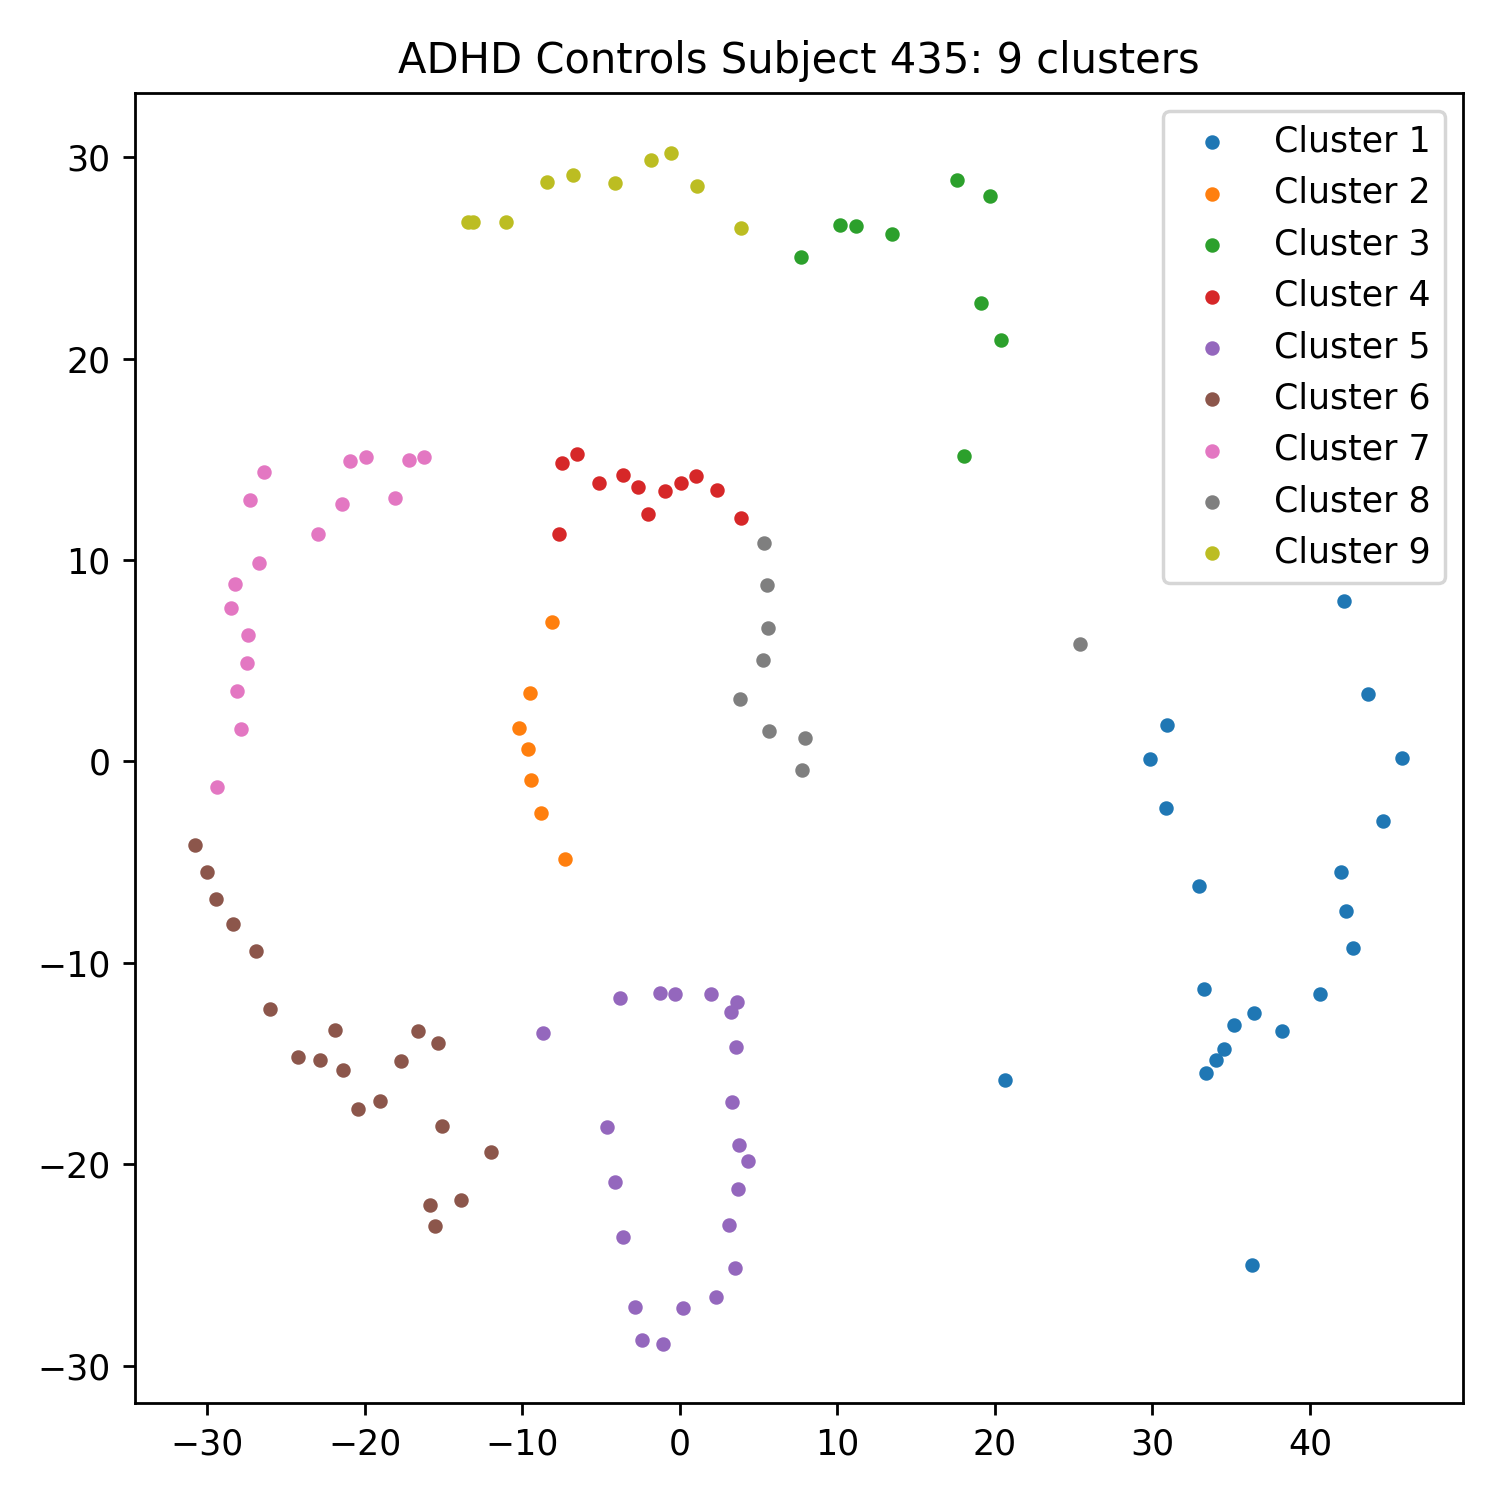 ADHD Controls Subject 435: 9 clusters
Cluster 1
Cluster 2
Cluster 3
Cluster 4
Cluster 5
Cluster 6
Cluster 7
Cluster 8
Cluster 9
30
20
10
0
−10
−20
−30
−30 −20 −10 0 10 20 30 40